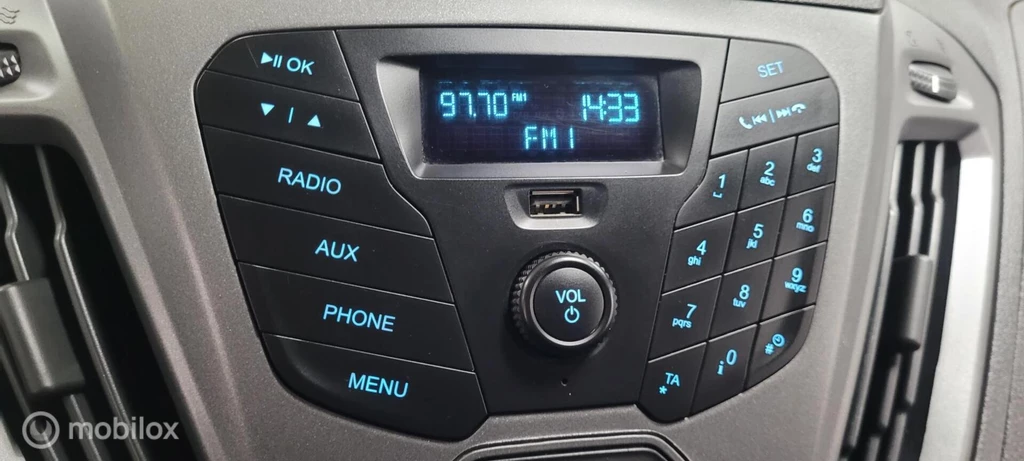 ▶II OK
▼ | ▲
RADIO
AUX
PHONE
MENU
97.70 FM1 14:33
FM1
VOL
SET
⏮ | ⏭
1
2 abc
3 def
4 ghi
5 jkl
6 mno
7 pqrs
8 tuv
9 wxyz
TA *
i 0
#
mobilox